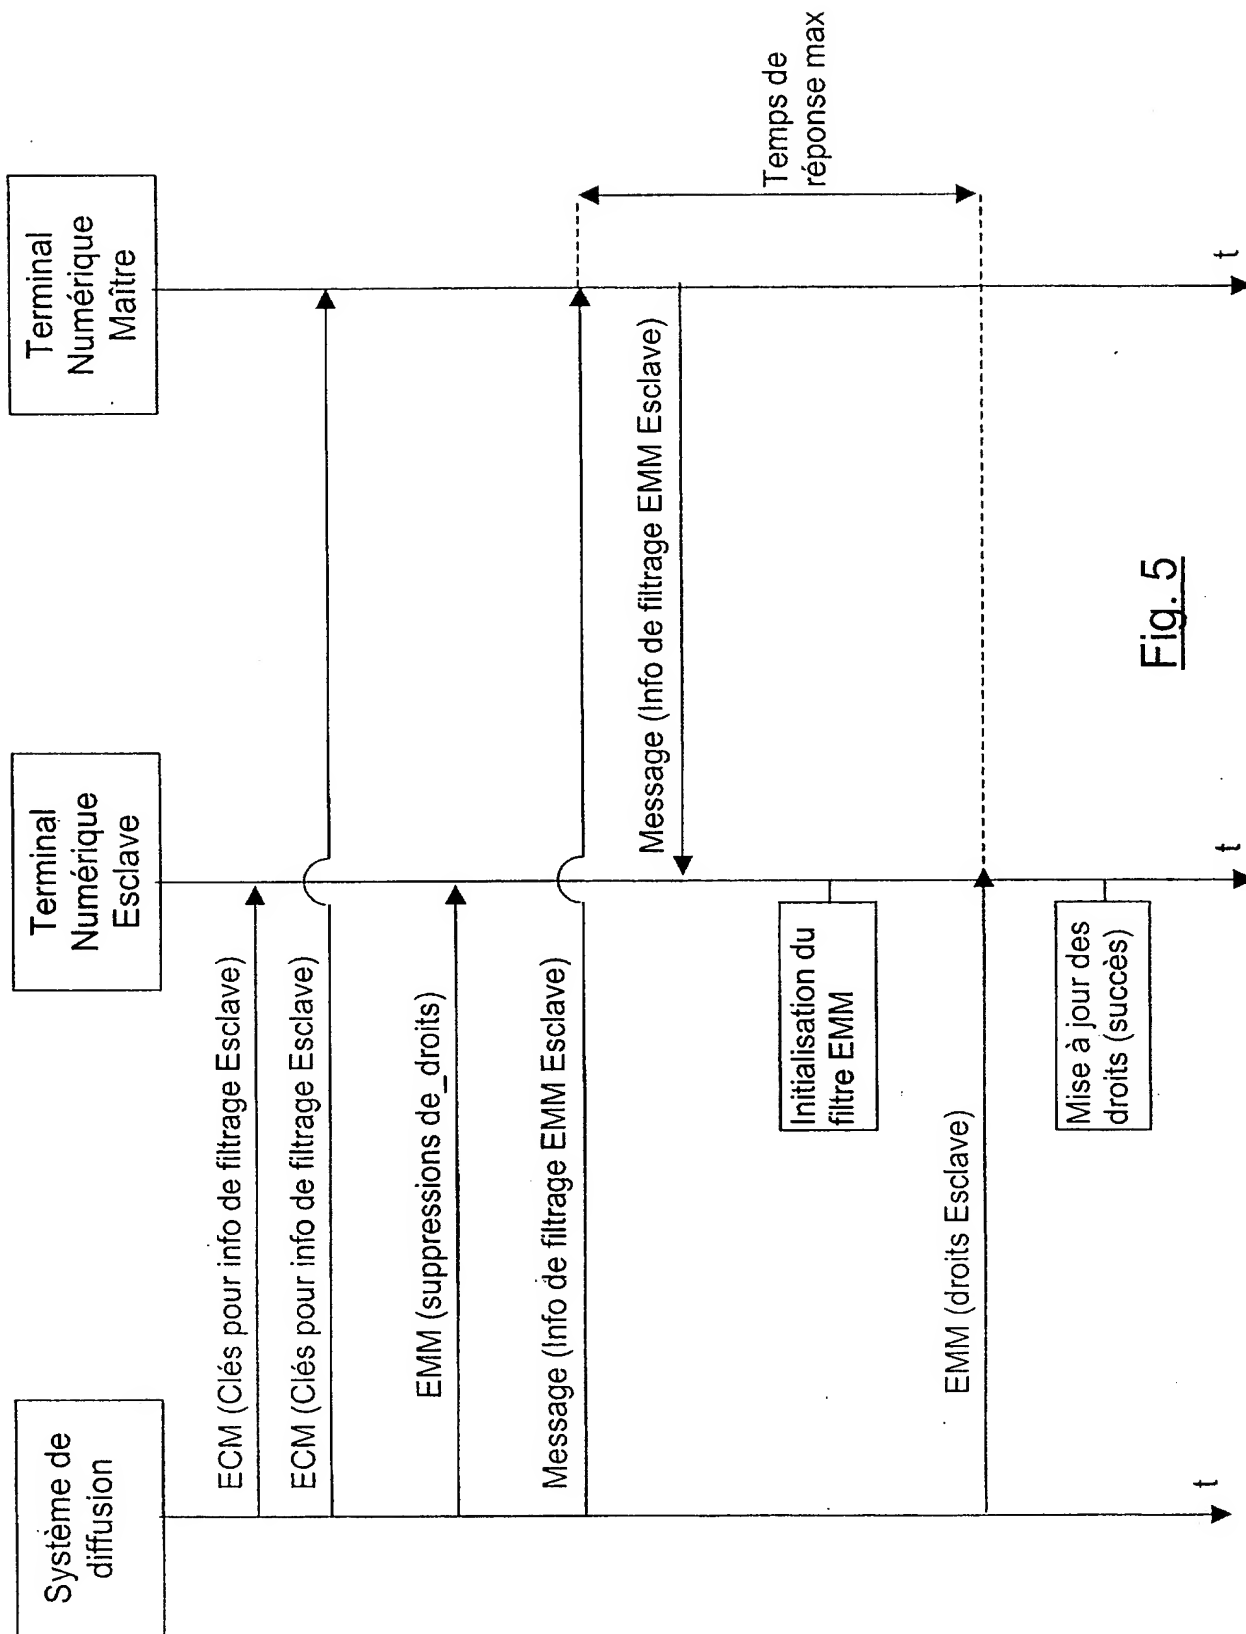 Système de
diffusion
Terminal
Numérique
Esclave
Terminal
Numérique
Maître
ECM (Clés pour info de filtrage Esclave)
ECM (Clés pour info de filtrage Esclave)
EMM (suppressions de_droits)
Message (Info de filtrage EMM Esclave)
Message (Info de filtrage EMM Esclave)
Temps de
réponse max
Initialisation du
filtre EMM
EMM (droits Esclave)
Mise à jour des
droits (succès)
t
t
t
Fig. 5